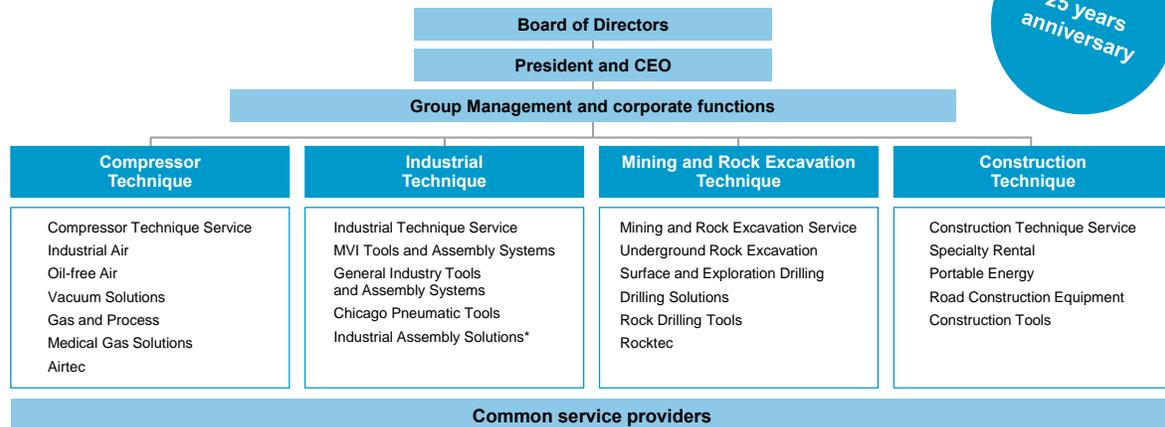 25 years
anniversary
Board of Directors
President and CEO
Group Management and corporate functions
Compressor
Technique
Industrial
Technique
Mining and Rock Excavation
Technique
Construction
Technique
Compressor Technique Service
Industrial Air
Oil-free Air
Vacuum Solutions
Gas and Process
Medical Gas Solutions
Airtec
Industrial Technique Service
MVI Tools and Assembly Systems
General Industry Tools
and Assembly Systems
Chicago Pneumatic Tools
Industrial Assembly Solutions*
Mining and Rock Excavation Service
Underground Rock Excavation
Surface and Exploration Drilling
Drilling Solutions
Rock Drilling Tools
Rocktec
Construction Technique Service
Specialty Rental
Portable Energy
Road Construction Equipment
Construction Tools
Common service providers